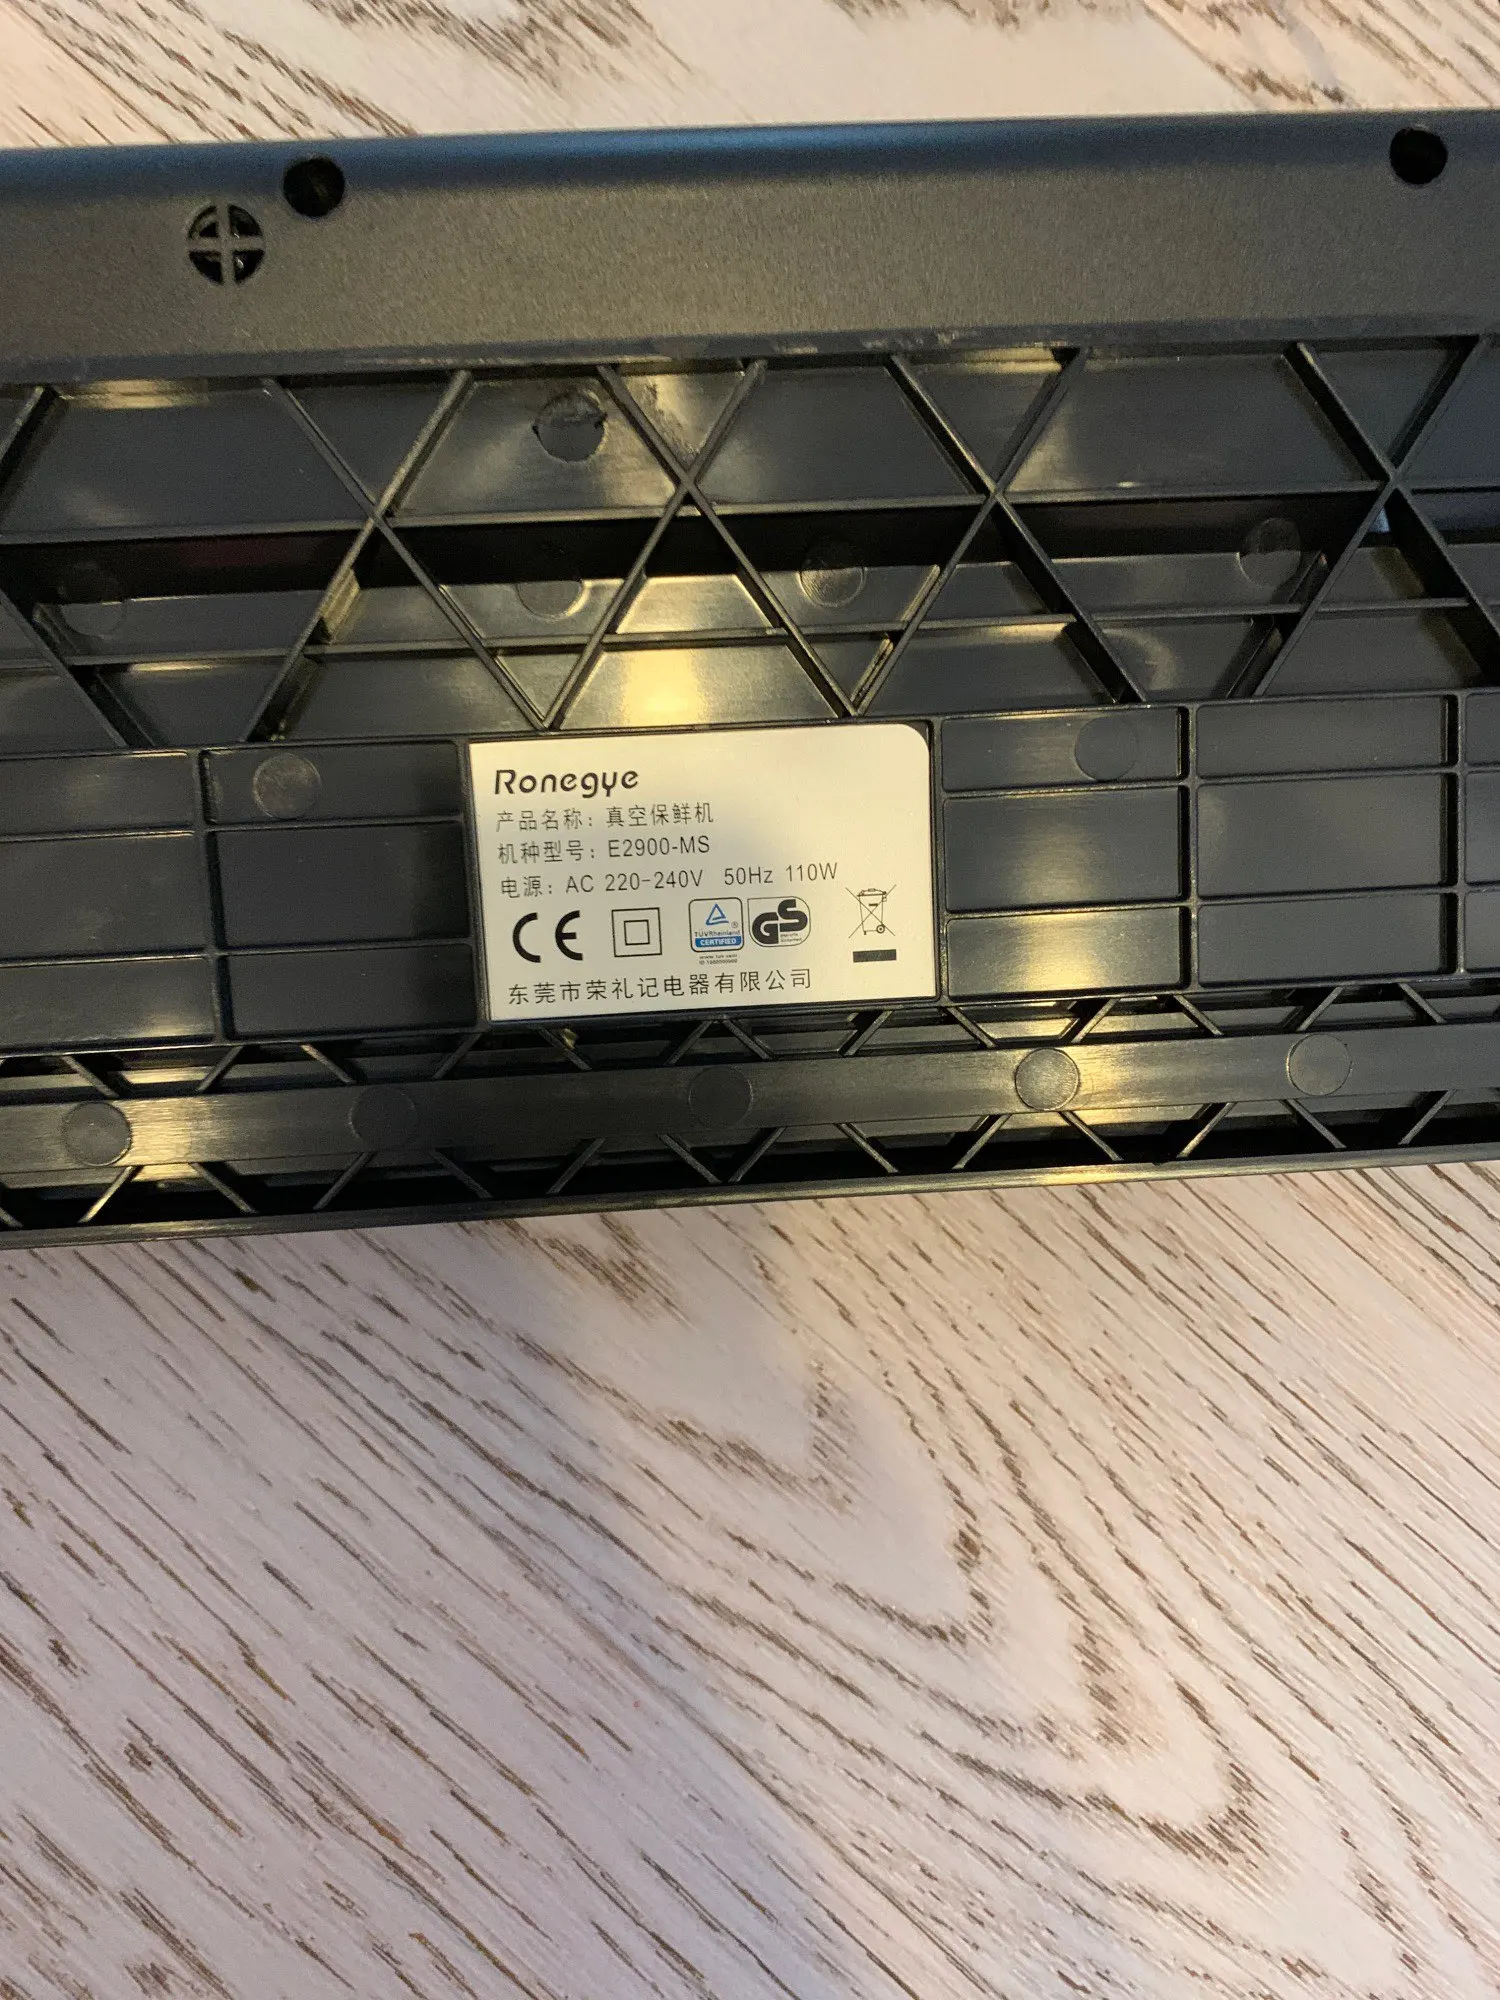 Ronegye
产品名称：真空保鲜机
机种型号：E2900-MS
电源：AC 220-240V 50Hz 110W
CE
TÜVRheinland
CERTIFIED
GS
东莞市荣礼记电器有限公司